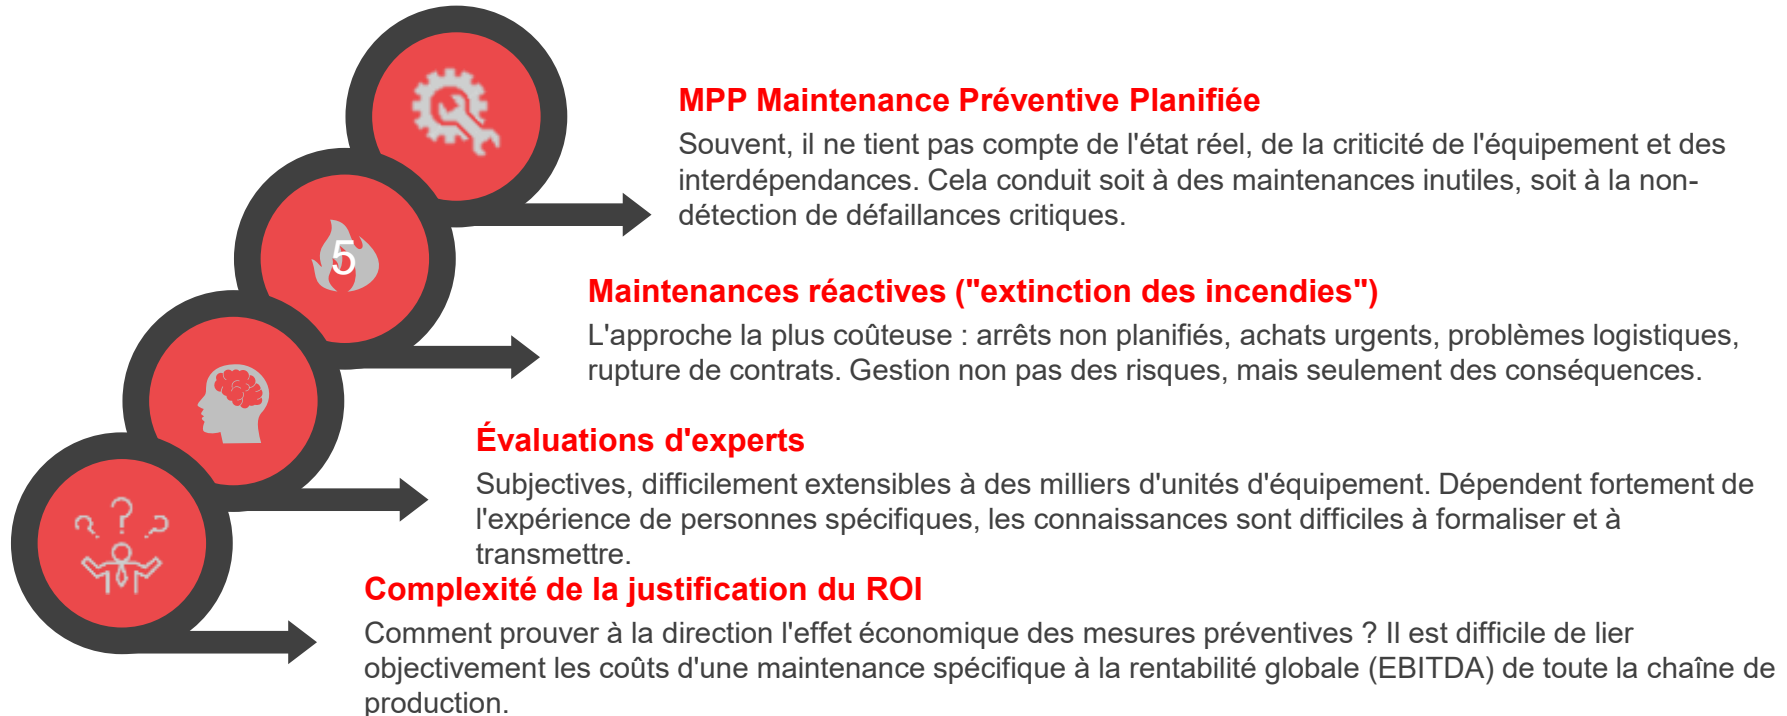 MPP Maintenance Préventive Planifiée
Souvent, il ne tient pas compte de l'état réel, de la criticité de l'équipement et des
interdépendances. Cela conduit soit à des maintenances inutiles, soit à la non-
détection de défaillances critiques.
5
Maintenances réactives ("extinction des incendies")
L'approche la plus coûteuse : arrêts non planifiés, achats urgents, problèmes logistiques,
rupture de contrats. Gestion non pas des risques, mais seulement des conséquences.
Évaluations d'experts
Subjectives, difficilement extensibles à des milliers d'unités d'équipement. Dépendent fortement de
l'expérience de personnes spécifiques, les connaissances sont difficiles à formaliser et à
transmettre.
? ? ?
Complexité de la justification du ROI
Comment prouver à la direction l'effet économique des mesures préventives ? Il est difficile de lier
objectivement les coûts d'une maintenance spécifique à la rentabilité globale (EBITDA) de toute la chaîne de
production.